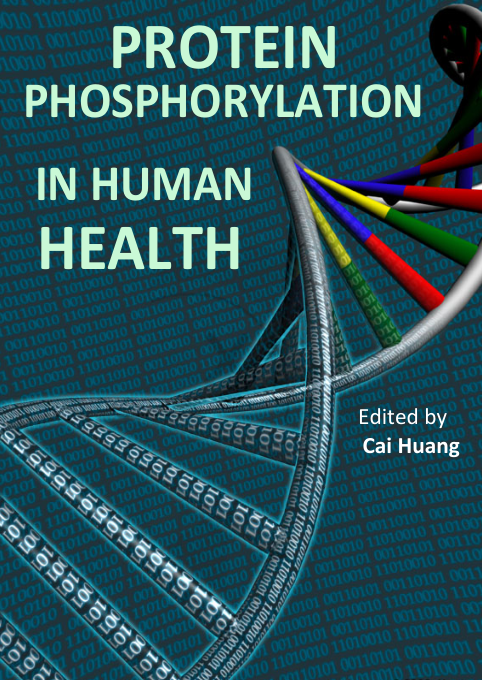 PROTEIN
PHOSPHORYLATION
IN HUMAN
HEALTH
Edited by
Cai Huang